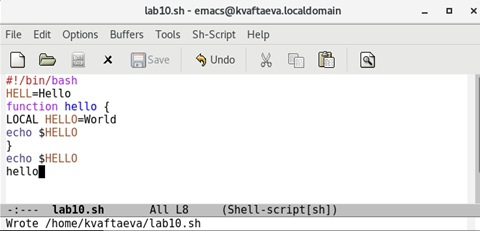 lab10.sh - emacs@kvaftaeva.localdomain
File Edit Options Buffers Tools Sh-Script Help
Save Undo
#!/bin/bash
HELL=Hello
function hello {
LOCAL HELLO=World
echo $HELLO
}
echo $HELLO
hello
-:--- lab10.sh All L8 (Shell-script[sh])
Wrote /home/kvaftaeva/lab10.sh